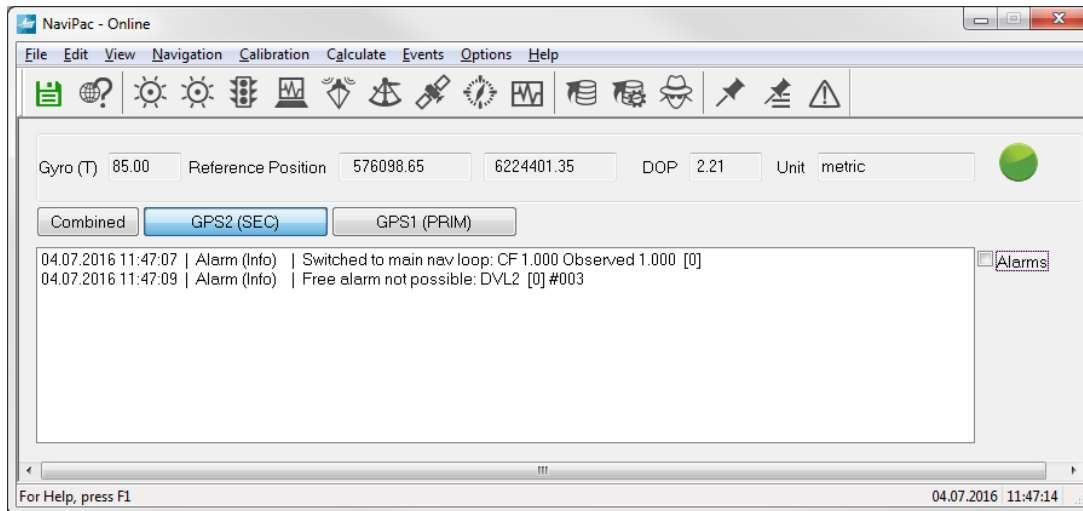 NaviPac - Online
File Edit View Navigation Calibration Calculate Events Options Help
Gyro (T) 85.00 Reference Position 576098.65 6224401.35 DOP 2.21 Unit metric
Combined GPS2 (SEC) GPS1 (PRIM)
04.07.2016 11:47:07 | Alarm (Info) | Switched to main nav loop: CF 1.000 Observed 1.000 [0]
Alarms
04.07.2016 11:47:09 | Alarm (Info) | Free alarm not possible: DVL2 [0] #003
For Help, press F1 04.07.2016 11:47:14